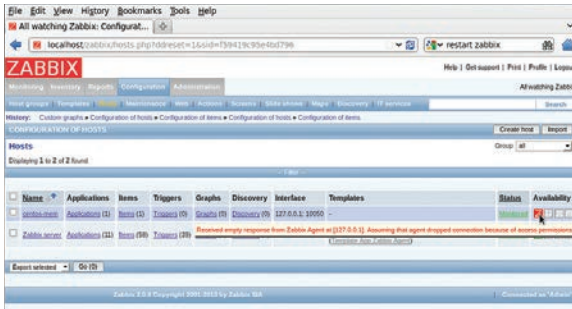 File Edit View History Bookmarks Tools Help
All watching Zabbix: Configurat...
localhost/zabbix/hosts.php?ddreset=1&sid=f59419c95e4bd796 restart zabbix
ZABBIX
Help | Get support | Print | Profile | Logout
Monitoring Inventory Reports Configuration Administration
All watching Zabbi
Host groups Templates Hosts Maintenance Web Actions Screens Slide shows Maps Discovery IT services Search
History: Custom graphs Configuration of hosts Configuration of items Configuration of hosts Configuration of items
CONFIGURATION OF HOSTS Create host Import
Hosts Group all
Displaying 1 to 2 of 2 found
Filter
Name Applications Items Triggers Graphs Discovery Interface Templates Status Availability
Applications (1) Items (1) Triggers (0) Graphs (0) Discovery (0) 127.0.0.1: 10050 - Monitored
Zabbix server Applications (11) Items (58) Triggers (39)
Received empty response from Zabbix Agent at [127.0.0.1]. Assuming that agent dropped connection because of access permissions
(Template App Zabbix Agent)
Export selected Go (0)
Zabbix 2.0.6 Copyright 2001-2013 by Zabbix SIA Connected as 'Admin'